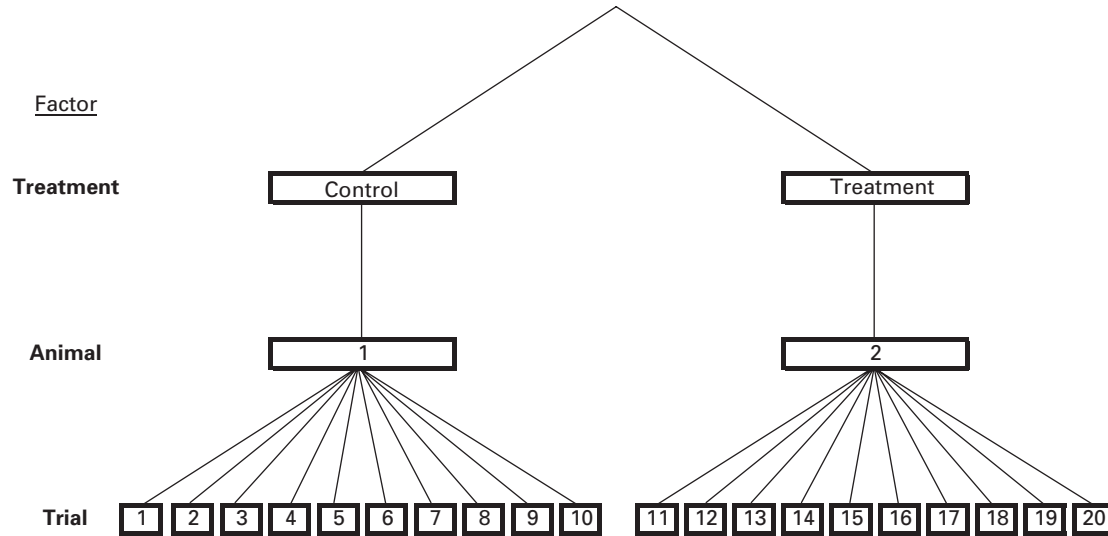 Factor
Treatment Control Treatment
Animal 1 2
Trial 1 2 3 4 5 6 7 8 9 10 11 12 13 14 15 16 17 18 19 20